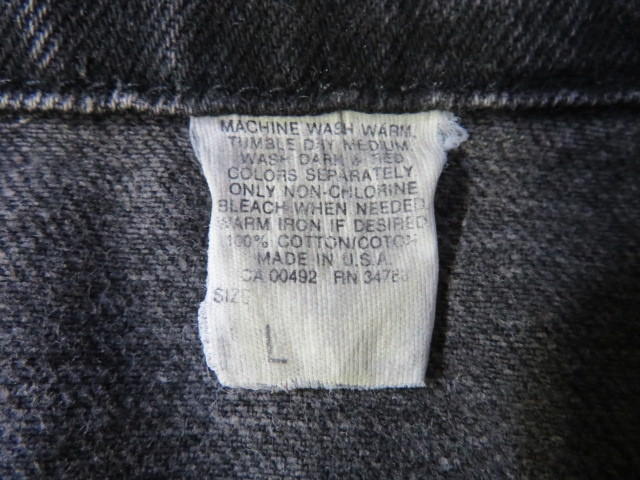 MACHINE WASH WARM.
TUMBLE DRY MEDIUM.
WASH DARK & RED
COLORS SEPARATELY
ONLY NON-CHLORINE
BLEACH WHEN NEEDED
WARM IRON IF DESIRED
100% COTTON/COTON
MADE IN U.S.A.
CA 00492 RN
SIZE
L